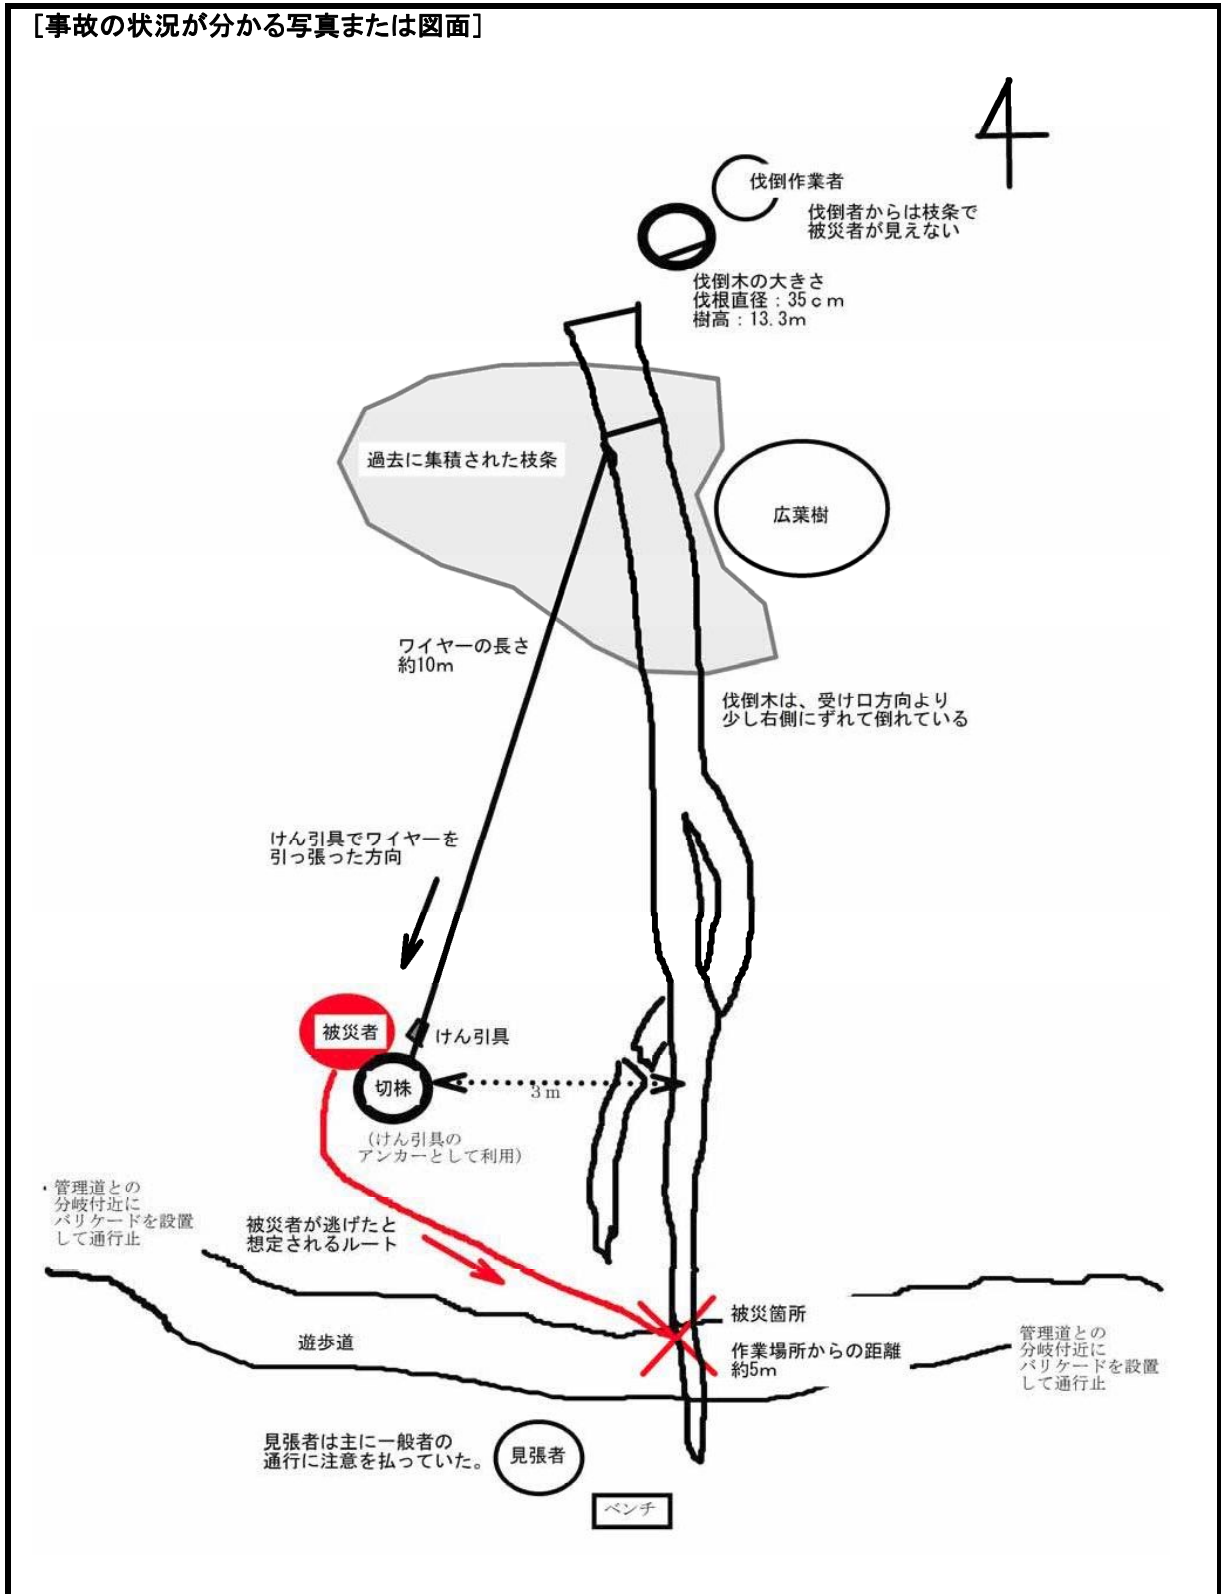 [事故の状況が分かる写真または図面]
伐倒作業者
伐倒者からは枝条で
被災者が見えない
伐倒木の大きさ
伐根直径:35cm
樹高:13.3m
過去に集積された枝条
広葉樹
ワイヤーの長さ
約10m
伐倒木は、受け口方向より
少し右側にずれて倒れている
けん引具でワイヤーを
引っ張った方向
被災者
けん引具
切株
3m
(けん引具の
アンカーとして利用)
・管理道との
分岐付近に
バリケードを設置
して通行止
被災者が逃げたと
想定されるルート
被災箇所
遊歩道
作業場所からの距離
約5m
管理道との
分岐付近に
バリケードを設置
して通行止
見張者は主に一般者の
通行に注意を払っていた。
見張者
ベンチ